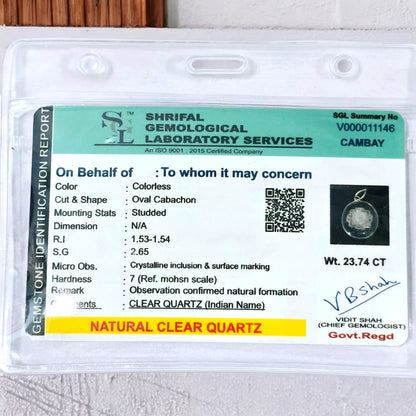 SGL™
SHRIFAL
GEMOLOGICAL
LABORATORY SERVICES
An ISO 9001 : 2015 Certified Company
SGL Summary No
V000011146
CAMBAY
GEMSTONE IDENTIFICATION REPORT
On Behalf of : To whom it may concern
Color : Colorless
Cut & Shape : Oval Cabachon
Mounting Stats : Studded
Dimension : N/A
R.I : 1.53-1.54
S.G : 2.65
Micro Obs. : Crystalline inclusion & surface marking
Hardness : 7 (Ref. mohsn scale)
Remark : Observation confirmed natural formation
Comments : CLEAR QUARTZ (Indian Name)
NATURAL CLEAR QUARTZ
Wt. 23.74 CT
VBShah
VIDIT SHAH
(CHIEF GEMOLOGIST)
Govt.Regd